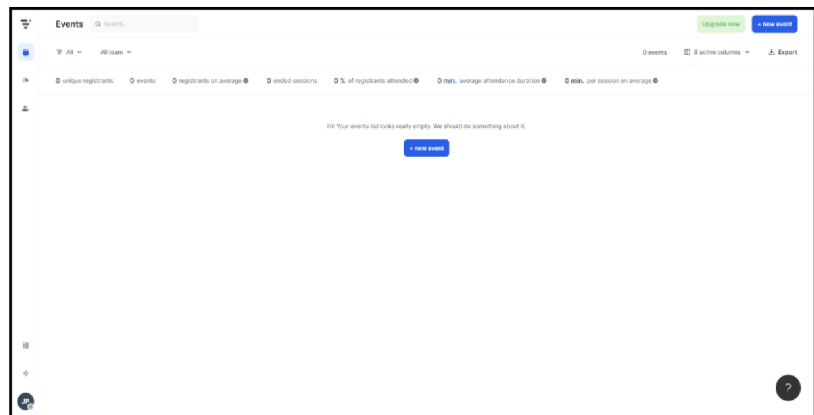 Events Search... Upgrade now + New event
All All team 0 events 8 active columns Export
0 unique registrants 0 events 0 registrants on average 0 ended sessions 0 % of registrants attended 0 min. average attendance duration 0 min. per session on average
Hi! Your events list looks really empty. We should do something about it.
+ new event
?
JP